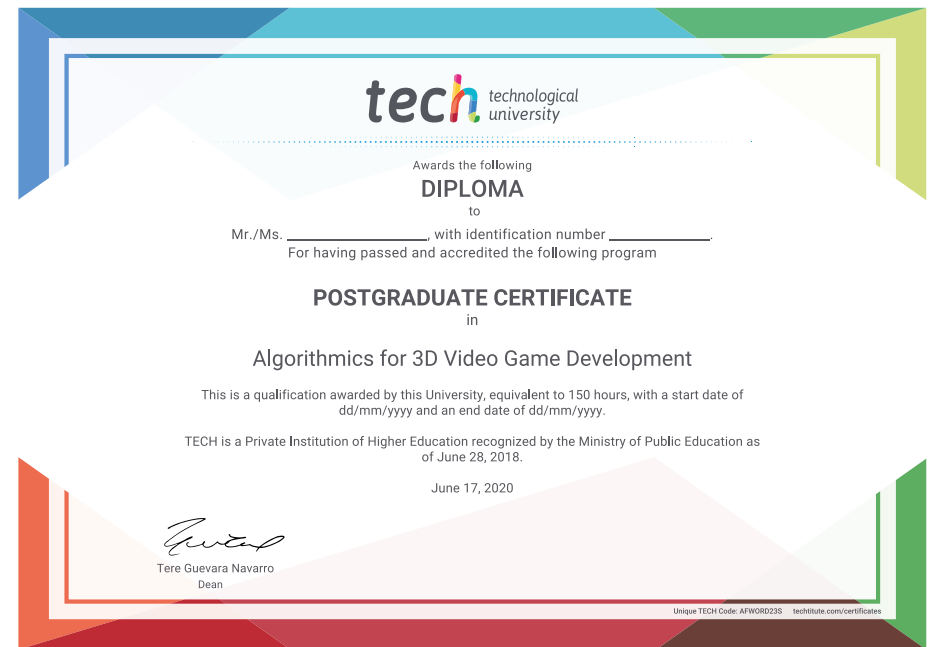 tech technological
university
Awards the following
DIPLOMA
to
Mr./Ms. ____________, with identification number ____________.
For having passed and accredited the following program
POSTGRADUATE CERTIFICATE
in
Algorithmics for 3D Video Game Development
This is a qualification awarded by this University, equivalent to 150 hours, with a start date of
dd/mm/yyyy and an end date of dd/mm/yyyy.
TECH is a Private Institution of Higher Education recognized by the Ministry of Public Education as
of June 28, 2018.
June 17, 2020
Tere Guevara Navarro
Dean
Unique TECH Code: AFWORD23S techtitute.com/certificates